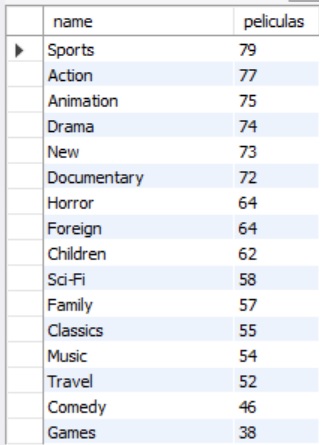 name peliculas
Sports 79
Action 77
Animation 75
Drama 74
New 73
Documentary 72
Horror 64
Foreign 64
Children 62
Sci-Fi 58
Family 57
Classics 55
Music 54
Travel 52
Comedy 46
Games 38